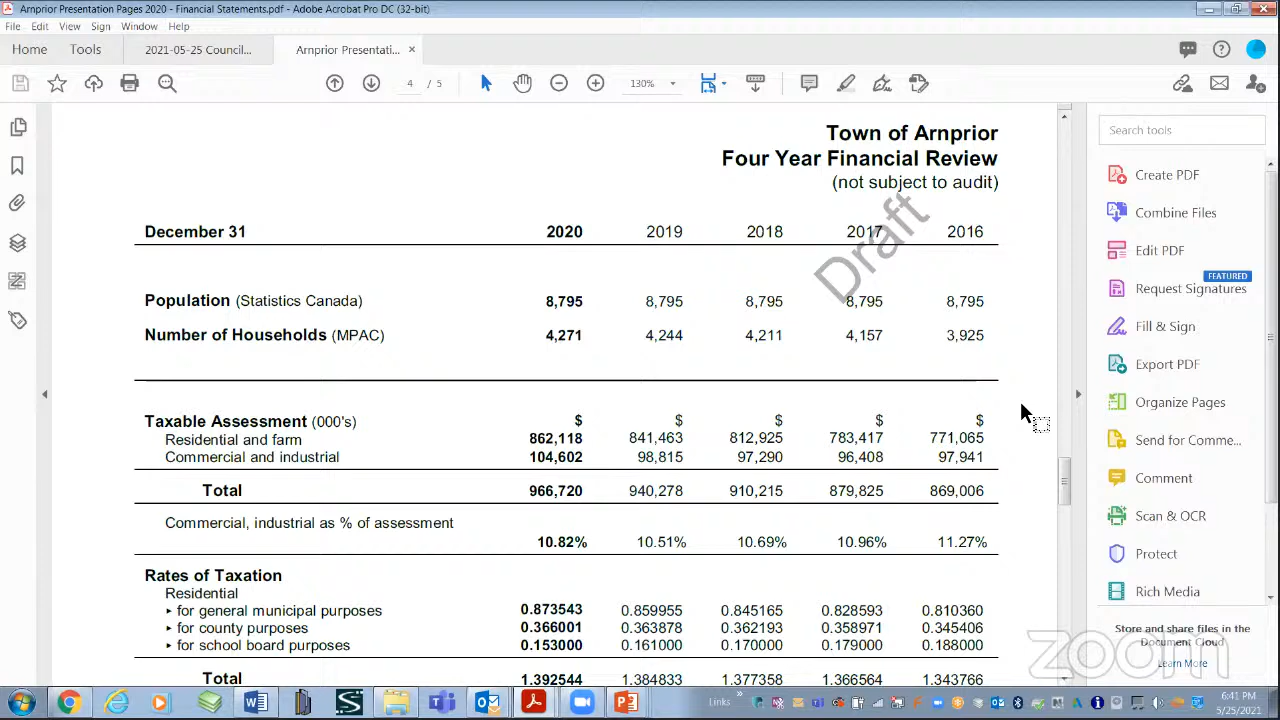 Arnprior Presentation Pages 2020 - Financial Statements.pdf - Adobe Acrobat Pro DC (32-bit)
File Edit View Sign Window Help
Home Tools 2021-05-25 Council... Arnprior Presentati... ×
4 / 5 130%
Town of Arnprior
Four Year Financial Review
(not subject to audit)
Draft
December 31 2020 2019 2018 2017 2016
Population (Statistics Canada) 8,795 8,795 8,795 8,795 8,795
Number of Households (MPAC) 4,271 4,244 4,211 4,157 3,925
Taxable Assessment (000's) $ $ $ $ $
Residential and farm 862,118 841,463 812,925 783,417 771,065
Commercial and industrial 104,602 98,815 97,290 96,408 97,941
Total 966,720 940,278 910,215 879,825 869,006
Commercial, industrial as % of assessment
10.82% 10.51% 10.69% 10.96% 11.27%
Rates of Taxation
Residential
▸ for general municipal purposes 0.873543 0.859955 0.845165 0.828593 0.810360
▸ for county purposes 0.366001 0.363878 0.362193 0.358971 0.345406
▸ for school board purposes 0.153000 0.161000 0.170000 0.179000 0.188000
Total 1.392544 1.384833 1.377358 1.366564 1.343766
Search tools
Create PDF
Combine Files
Edit PDF
FEATURED
Request Signatures
Fill & Sign
Export PDF
Organize Pages
Send for Comme...
Comment
Scan & OCR
Protect
Rich Media
Store and share files in the
Document Cloud
Learn More
zoom
Links
6:41 PM
5/25/2021